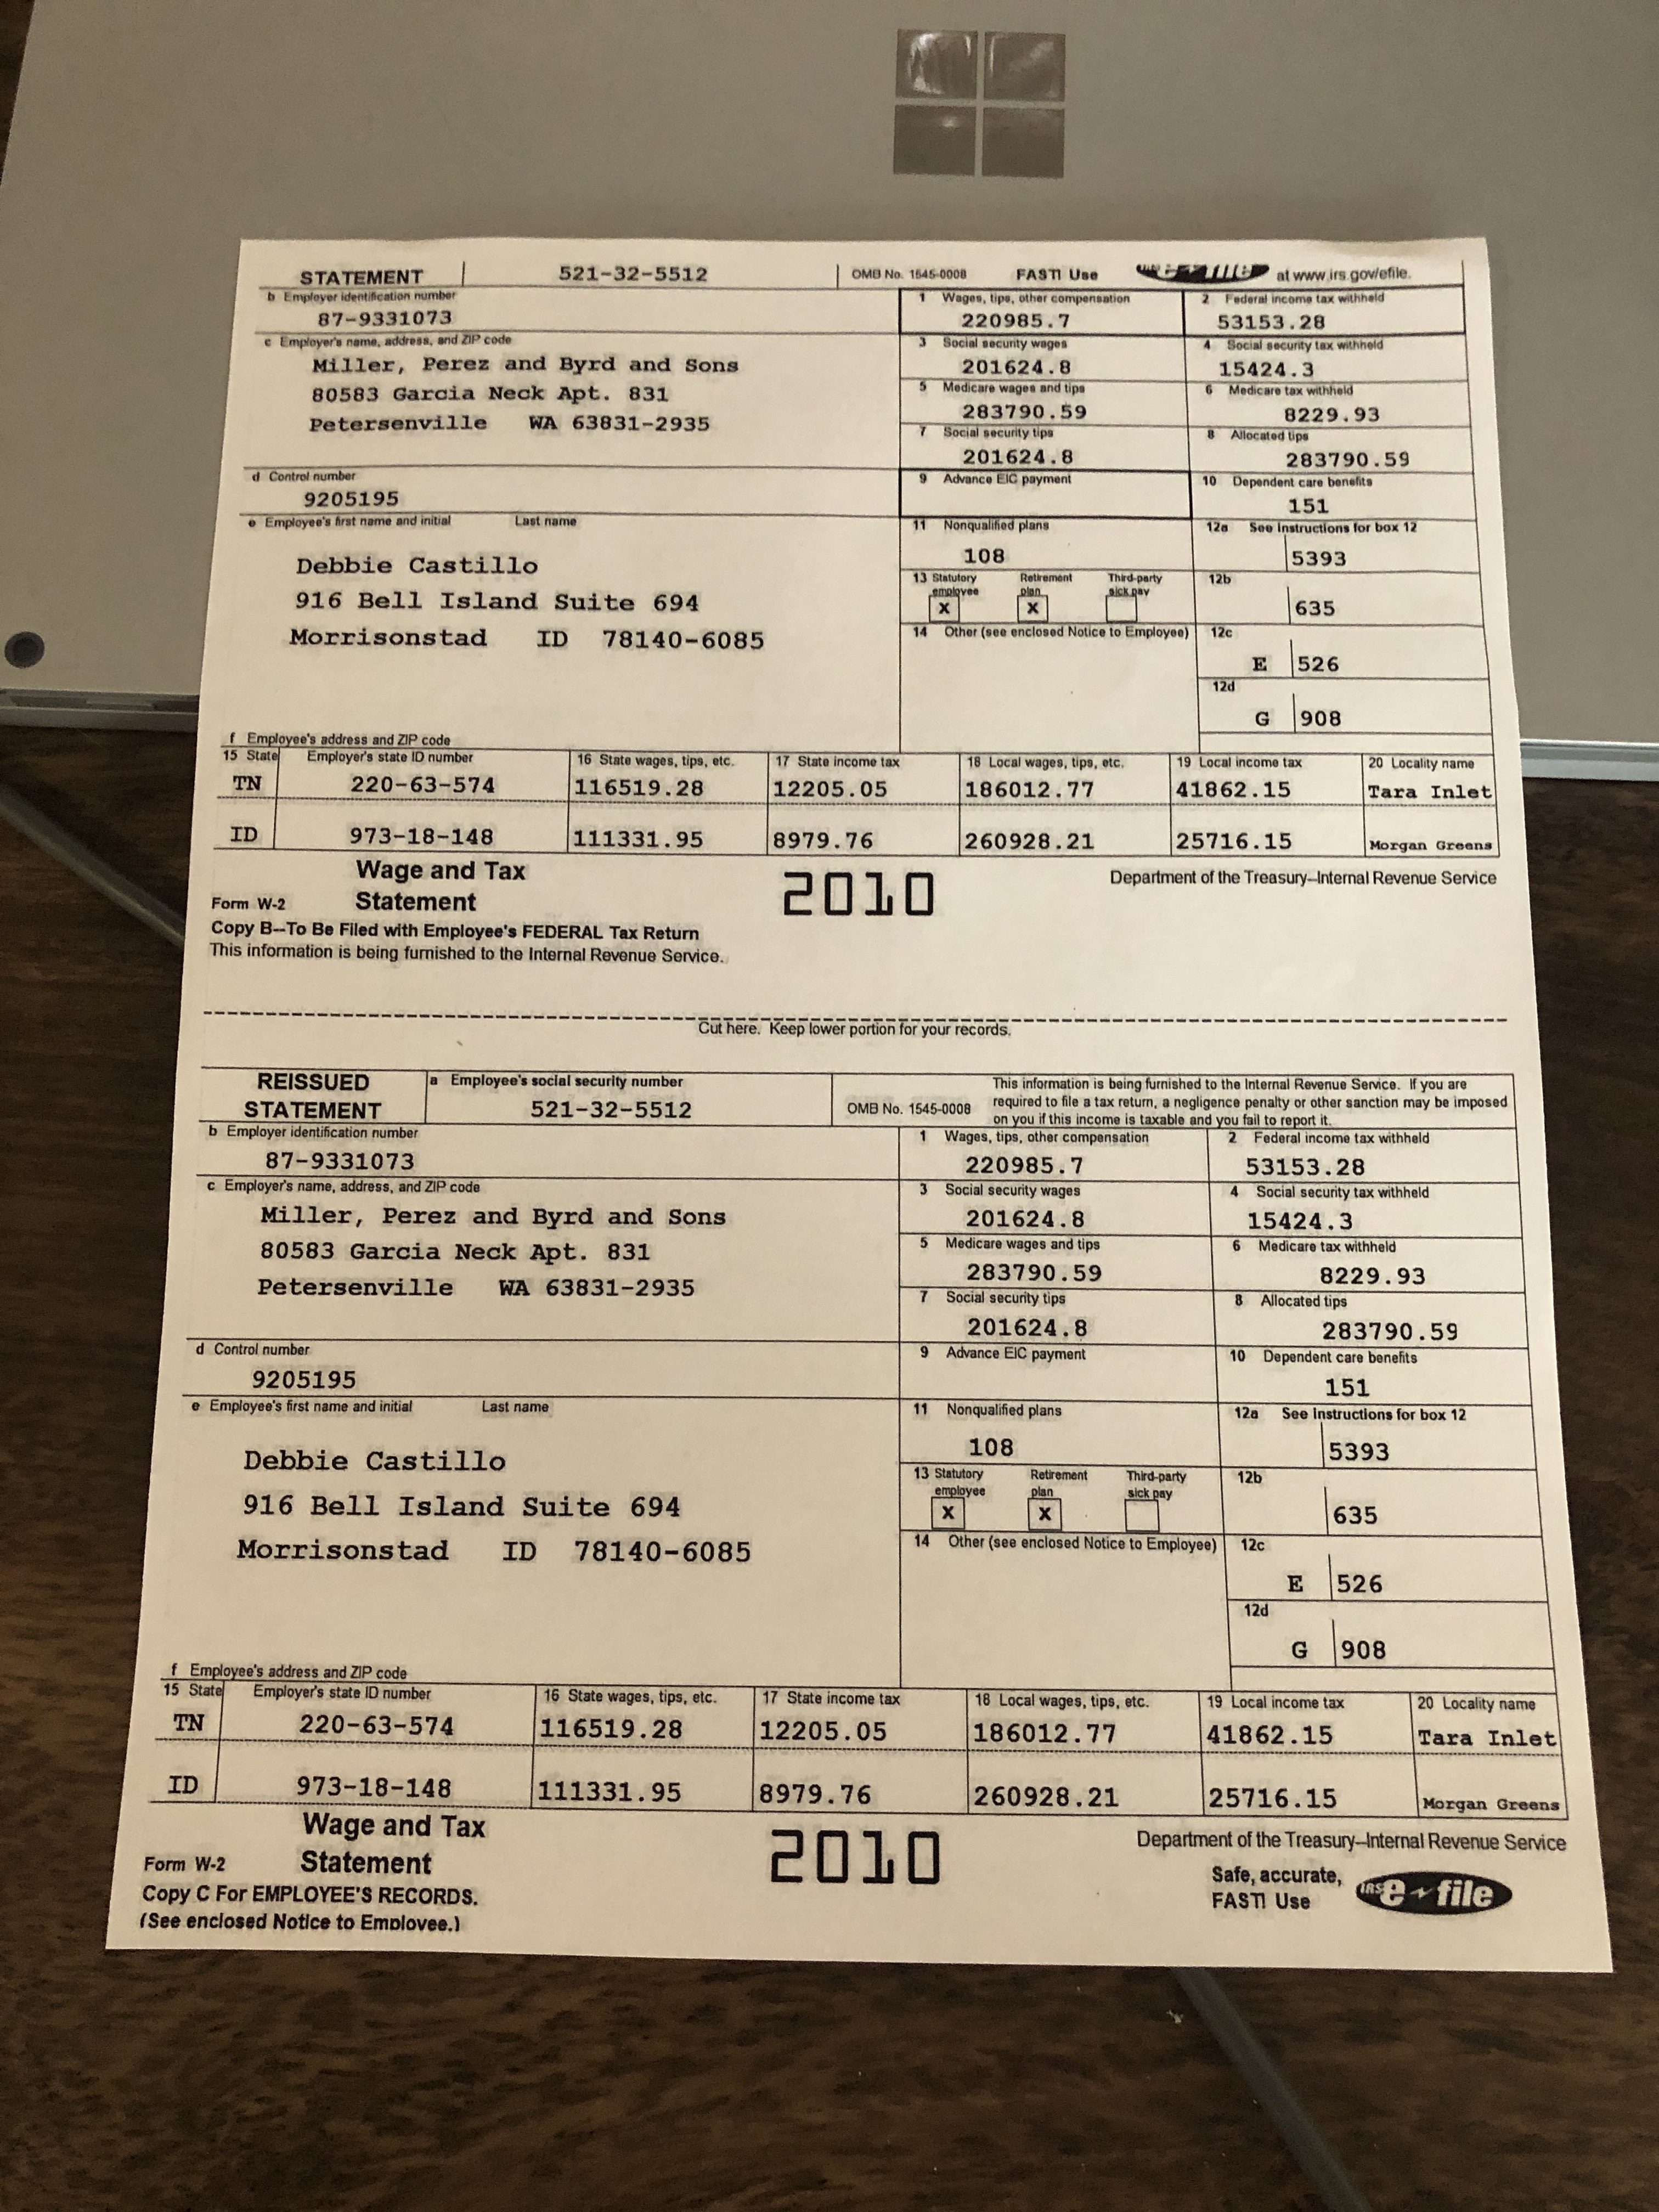 STATEMENT 521-32-5512 OMB No. 1545-0008 FAST! Use at www.irs.gov/efile.
b Employer identification number 1 Wages, tips, other compensation 2 Federal income tax withheld
87-9331073 220985.7 53153.28
c Employer's name, address, and ZIP code 3 Social security wages 4 Social security tax withheld
Miller, Perez and Byrd and Sons 201624.8 15424.3
80583 Garcia Neck Apt. 831 5 Medicare wages and tips 6 Medicare tax withheld
Petersenville WA 63831-2935 283790.59 8229.93
7 Social security tips 8 Allocated tips
201624.8 283790.59
d Control number 9 Advance EIC payment 10 Dependent care benefits
9205195 151
e Employee's first name and initial Last name 11 Nonqualified plans 12a See Instructions for box 12
Debbie Castillo 108 5393
916 Bell Island Suite 694 13 Statutory employee Retirement plan Third-party sick pay 12b
X X 635
Morrisonstad ID 78140-6085 14 Other (see enclosed Notice to Employee) 12c
E 526
12d
G 908
f Employee's address and ZIP code
15 State Employer's state ID number 16 State wages, tips, etc. 17 State income tax 18 Local wages, tips, etc. 19 Local income tax 20 Locality name
TN 220-63-574 116519.28 12205.05 186012.77 41862.15 Tara Inlet
ID 973-18-148 111331.95 8979.76 260928.21 25716.15 Morgan Greens
Wage and Tax
Form W-2 Statement 2010 Department of the Treasury--Internal Revenue Service
Copy B--To Be Filed with Employee's FEDERAL Tax Return
This information is being furnished to the Internal Revenue Service.
Cut here. Keep lower portion for your records.
REISSUED a Employee's social security number This information is being furnished to the Internal Revenue Service. If you are
STATEMENT 521-32-5512 OMB No. 1545-0008 required to file a tax return, a negligence penalty or other sanction may be imposed
on you if this income is taxable and you fail to report it.
b Employer identification number 1 Wages, tips, other compensation 2 Federal income tax withheld
87-9331073 220985.7 53153.28
c Employer's name, address, and ZIP code 3 Social security wages 4 Social security tax withheld
Miller, Perez and Byrd and Sons 201624.8 15424.3
80583 Garcia Neck Apt. 831 5 Medicare wages and tips 6 Medicare tax withheld
Petersenville WA 63831-2935 283790.59 8229.93
7 Social security tips 8 Allocated tips
201624.8 283790.59
d Control number 9 Advance EIC payment 10 Dependent care benefits
9205195 151
e Employee's first name and initial Last name 11 Nonqualified plans 12a See Instructions for box 12
Debbie Castillo 108 5393
916 Bell Island Suite 694 13 Statutory employee Retirement plan Third-party sick pay 12b
X X 635
Morrisonstad ID 78140-6085 14 Other (see enclosed Notice to Employee) 12c
E 526
12d
G 908
f Employee's address and ZIP code
15 State Employer's state ID number 16 State wages, tips, etc. 17 State income tax 18 Local wages, tips, etc. 19 Local income tax 20 Locality name
TN 220-63-574 116519.28 12205.05 186012.77 41862.15 Tara Inlet
ID 973-18-148 111331.95 8979.76 260928.21 25716.15 Morgan Greens
Wage and Tax
Form W-2 Statement 2010 Department of the Treasury--Internal Revenue Service
Copy C For EMPLOYEE'S RECORDS. Safe, accurate,
(See enclosed Notice to Employee.) FAST! Use IRS e-file